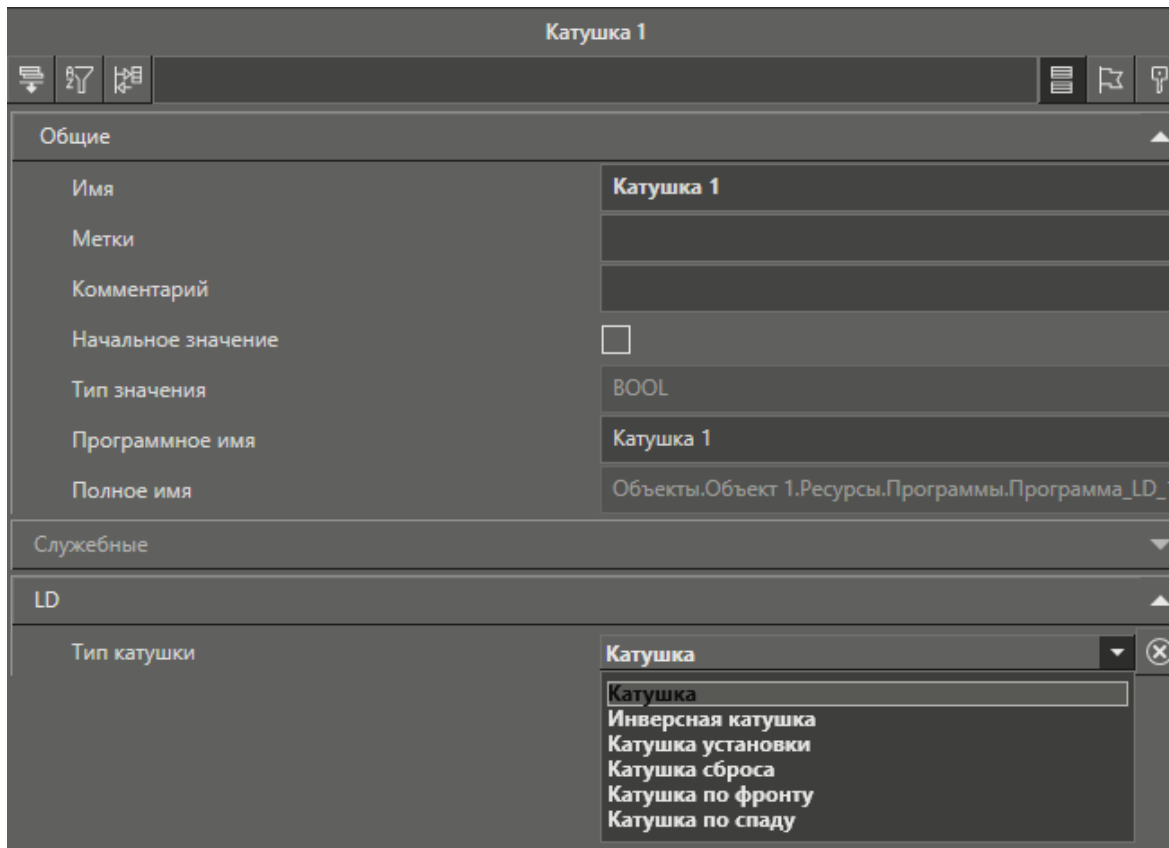 Катушка 1
Общие
Имя Катушка 1
Метки
Комментарий
Начальное значение
Тип значения BOOL
Программное имя Катушка 1
Полное имя Объекты.Объект 1.Ресурсы.Программы.Программа_LD_
Служебные
LD
Тип катушки Катушка
Катушка
Инверсная катушка
Катушка установки
Катушка сброса
Катушка по фронту
Катушка по спаду